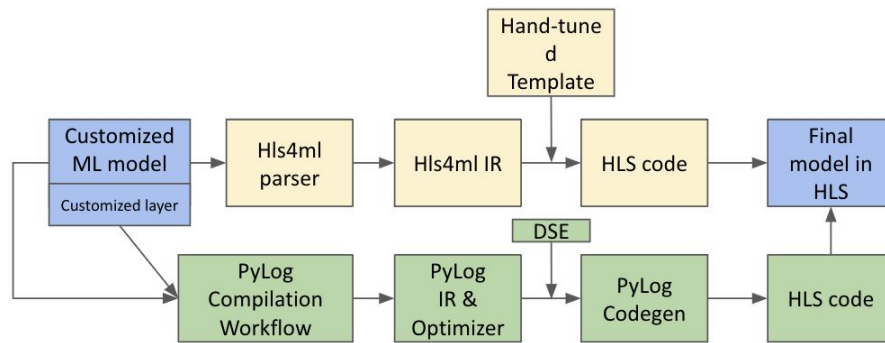 Hand-tune
d
Template
Customized
ML model
Customized layer
Hls4ml
parser
Hls4ml IR
HLS code
Final
model in
HLS
DSE
PyLog
Compilation
Workflow
PyLog
IR &
Optimizer
PyLog
Codegen
HLS code